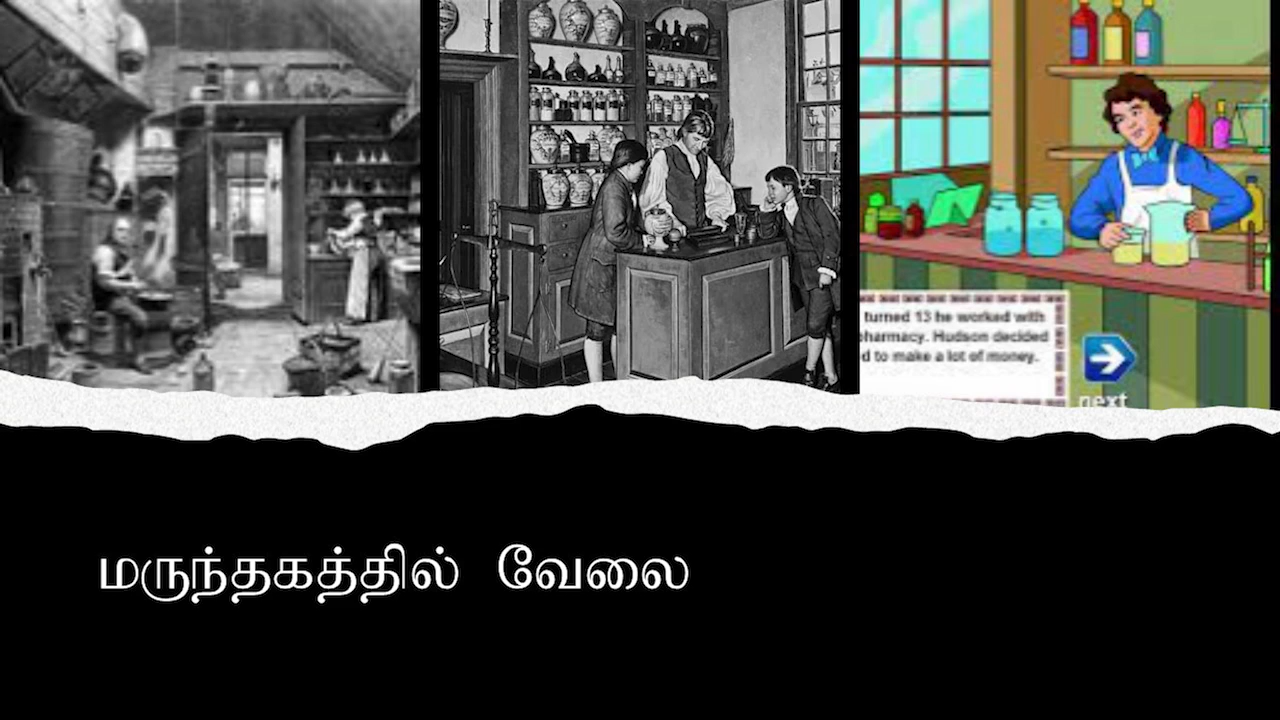 turned 13 he worked with
pharmacy. Hudson decided
d to make a lot of money.
next
மருந்தகத்தில் வேலை